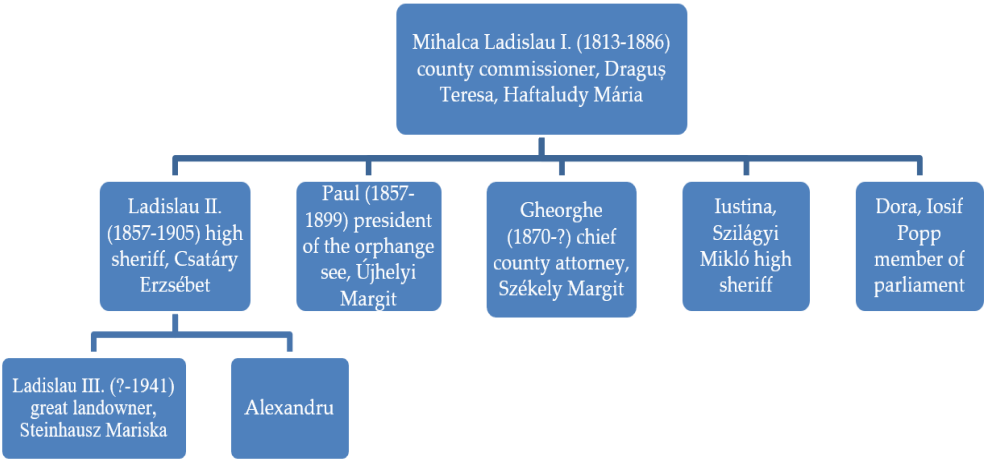 Mihalca Ladislau I. (1813-1886)
county commissioner, Draguș
Teresa, Haftaludy Mária
Ladislau II.
(1857-1905) high
sheriff, Csatáry
Erzsébet
Paul (1857-
1899) president
of the orphange
see, Újhelyi
Margit
Gheorghe
(1870-?) chief
county attorney,
Székely Margit
Iustina,
Szilágyi
Mikló high
sheriff
Dora, Iosif
Popp
member of
parliament
Ladislau III. (?-1941)
great landowner,
Steinhausz Mariska
Alexandru